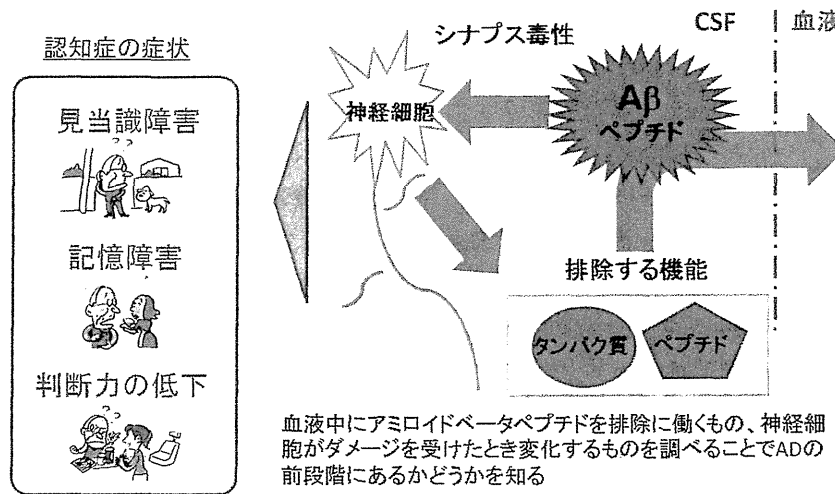 認知症の症状
見当識障害
記憶障害
判断力の低下
シナプス毒性
CSF
血液
神経細胞
Aβ
ペプチド
排除する機能
タンパク質
ペプチド
血液中にアミロイドベータペプチドを排除に働くもの、神経細
胞がダメージを受けたとき変化するものを調べることでADの
前段階にあるかどうかを知る